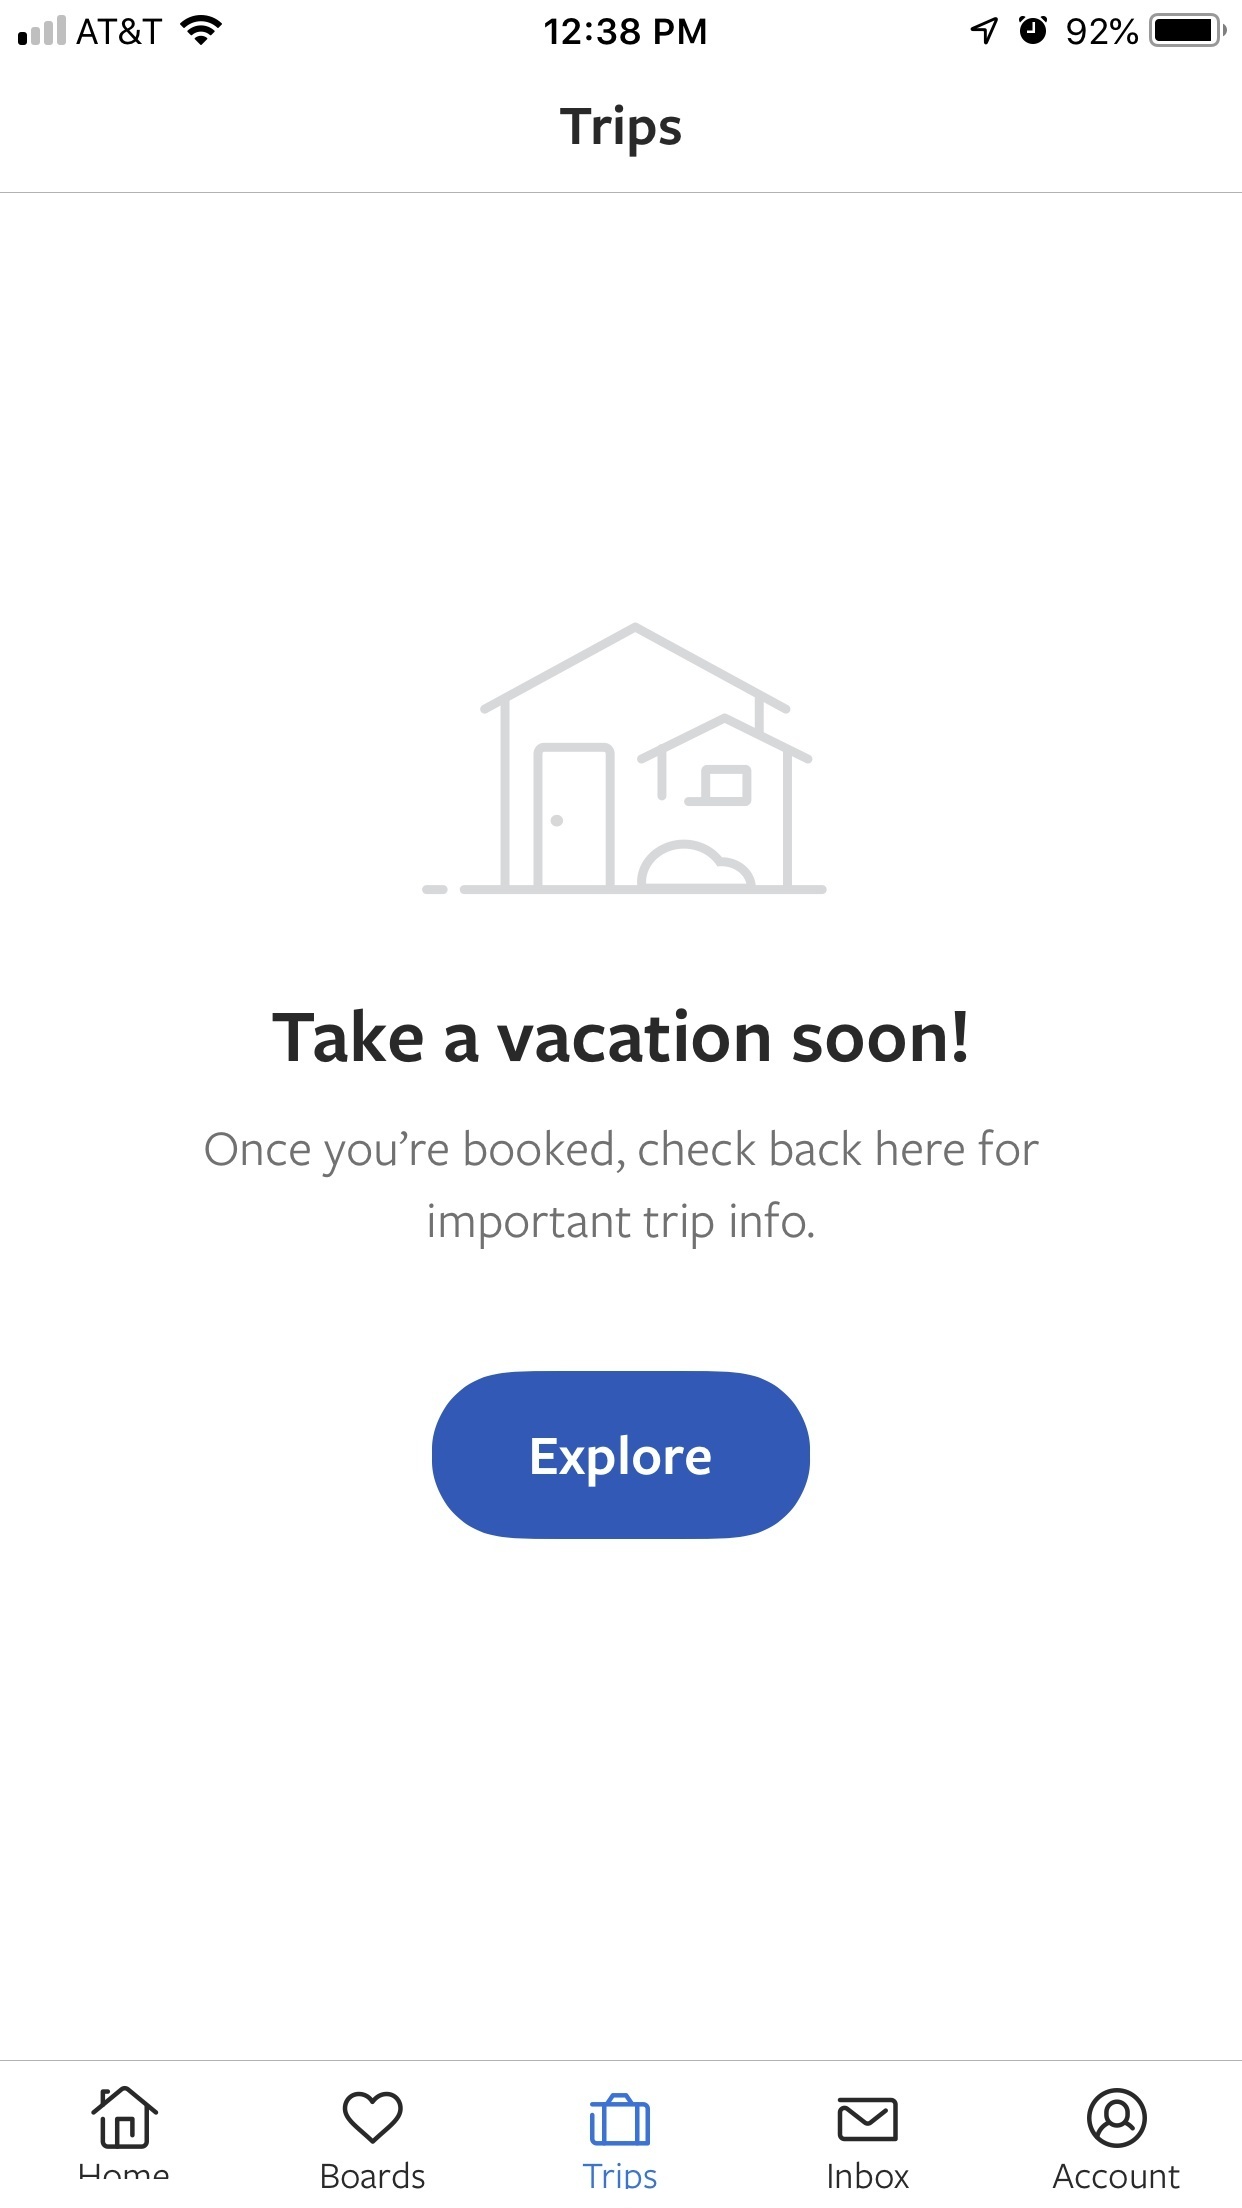 AT&T 12:38 PM 92%
Trips
Take a vacation soon!
Once you’re booked, check back here for
important trip info.
Explore
Home Boards Trips Inbox Account